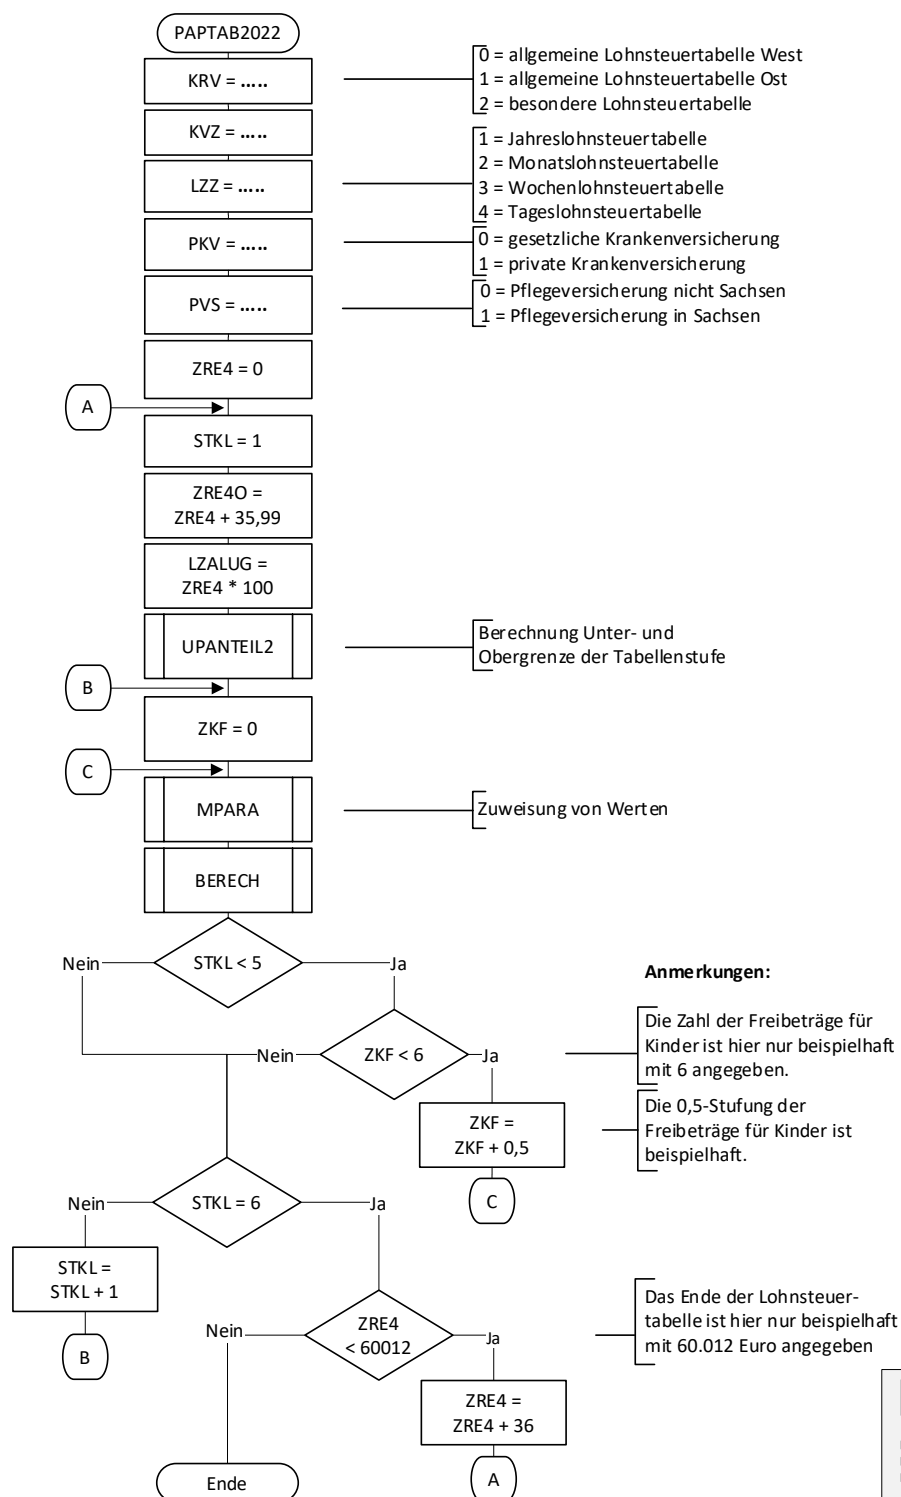 PAPTAB2022
KRV = .....
0 = allgemeine Lohnsteuertabelle West
1 = allgemeine Lohnsteuertabelle Ost
2 = besondere Lohnsteuertabelle
KVZ = .....
LZZ = .....
1 = Jahreslohnsteuertabelle
2 = Monatslohnsteuertabelle
3 = Wochenlohnsteuertabelle
4 = Tageslohnsteuertabelle
PKV = .....
0 = gesetzliche Krankenversicherung
1 = private Krankenversicherung
PVS = .....
0 = Pflegeversicherung nicht Sachsen
1 = Pflegeversicherung in Sachsen
ZRE4 = 0
A
STKL = 1
ZRE4O =
ZRE4 + 35,99
LZALUG =
ZRE4 * 100
UPANTEIL2
Berechnung Unter- und
Obergrenze der Tabellenstufe
B
ZKF = 0
C
MPARA
Zuweisung von Werten
BERECH
STKL < 5
Nein
Ja
Anmerkungen:
ZKF < 6
Nein
Ja
Die Zahl der Freibeträge für
Kinder ist hier nur beispielhaft
mit 6 angegeben.
ZKF =
ZKF + 0,5
Die 0,5-Stufung der
Freibeträge für Kinder ist
beispielhaft.
C
STKL = 6
Nein
Ja
STKL =
STKL + 1
B
ZRE4
< 60012
Nein
Ja
Das Ende der Lohnsteuer-
tabelle ist hier nur beispielhaft
mit 60.012 Euro angegeben
ZRE4 =
ZRE4 + 36
A
Ende